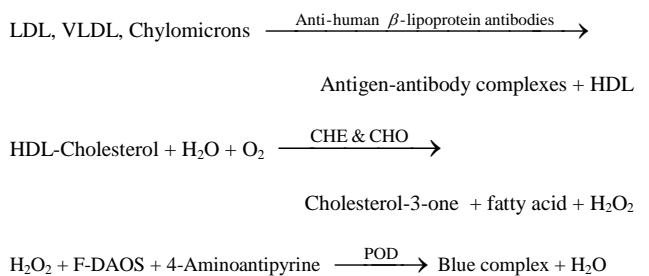 LDL, VLDL, Chylomicrons —Anti-human β-lipoprotein antibodies→
Antigen-antibody complexes + HDL
HDL-Cholesterol + H₂O + O₂ —CHE & CHO→
Cholesterol-3-one + fatty acid + H₂O₂
H₂O₂ + F-DAOS + 4-Aminoantipyrine —POD→ Blue complex + H₂O